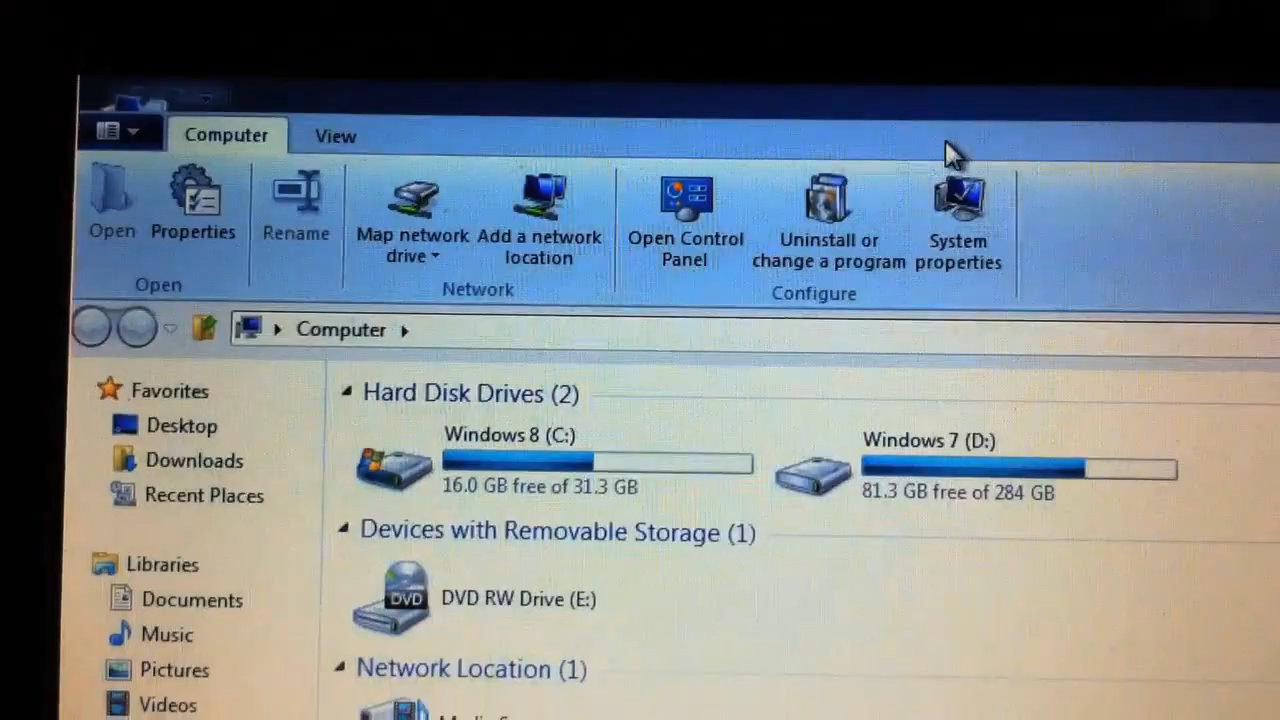 Computer View
Open Properties Rename Map network drive Add a network location Open Control Panel Uninstall or change a program System properties
Open Network Configure
Computer
Favorites
Desktop
Downloads
Recent Places
Libraries
Documents
Music
Pictures
Videos
Hard Disk Drives (2)
Windows 8 (C:)
16.0 GB free of 31.3 GB
Windows 7 (D:)
81.3 GB free of 284 GB
Devices with Removable Storage (1)
DVD
DVD RW Drive (E:)
Network Location (1)